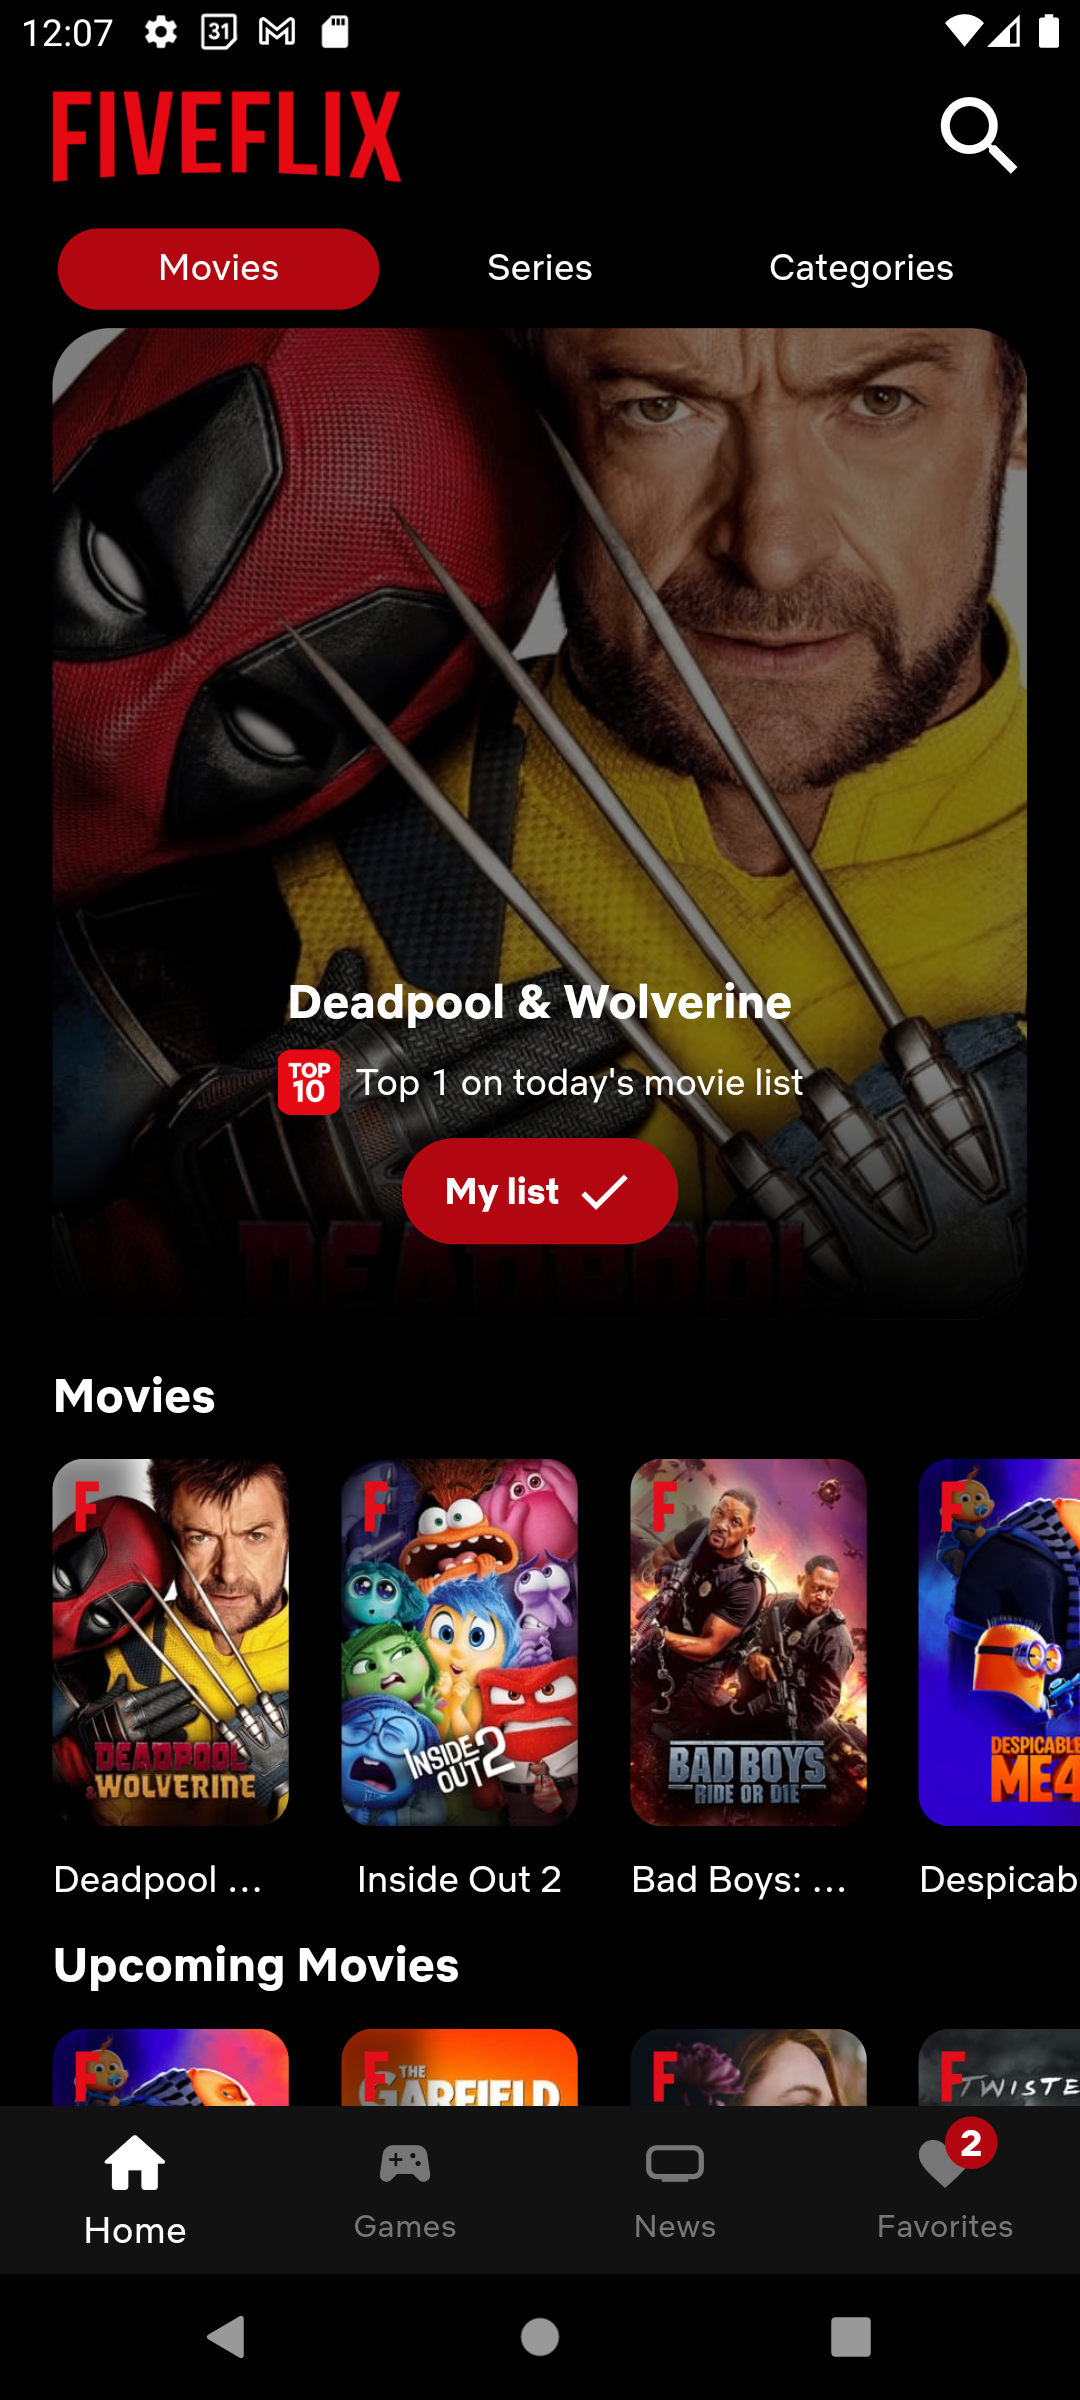 12:07
31
FIVEFLIX
Movies
Series
Categories
Deadpool & Wolverine
TOP
10
Top 1 on today's movie list
My list
DEADPOOL
Movies
F
F
F
F
DEADPOOL
& WOLVERINE
INSIDE
OUT 2
BAD BOYS
RIDE OR DIE
DESPICABLE
ME 4
Deadpool ...
Inside Out 2
Bad Boys: ...
Despicab
Upcoming Movies
F
F
F
F
THE
GARFIELD
TWISTE
2
Home
Games
News
Favorites